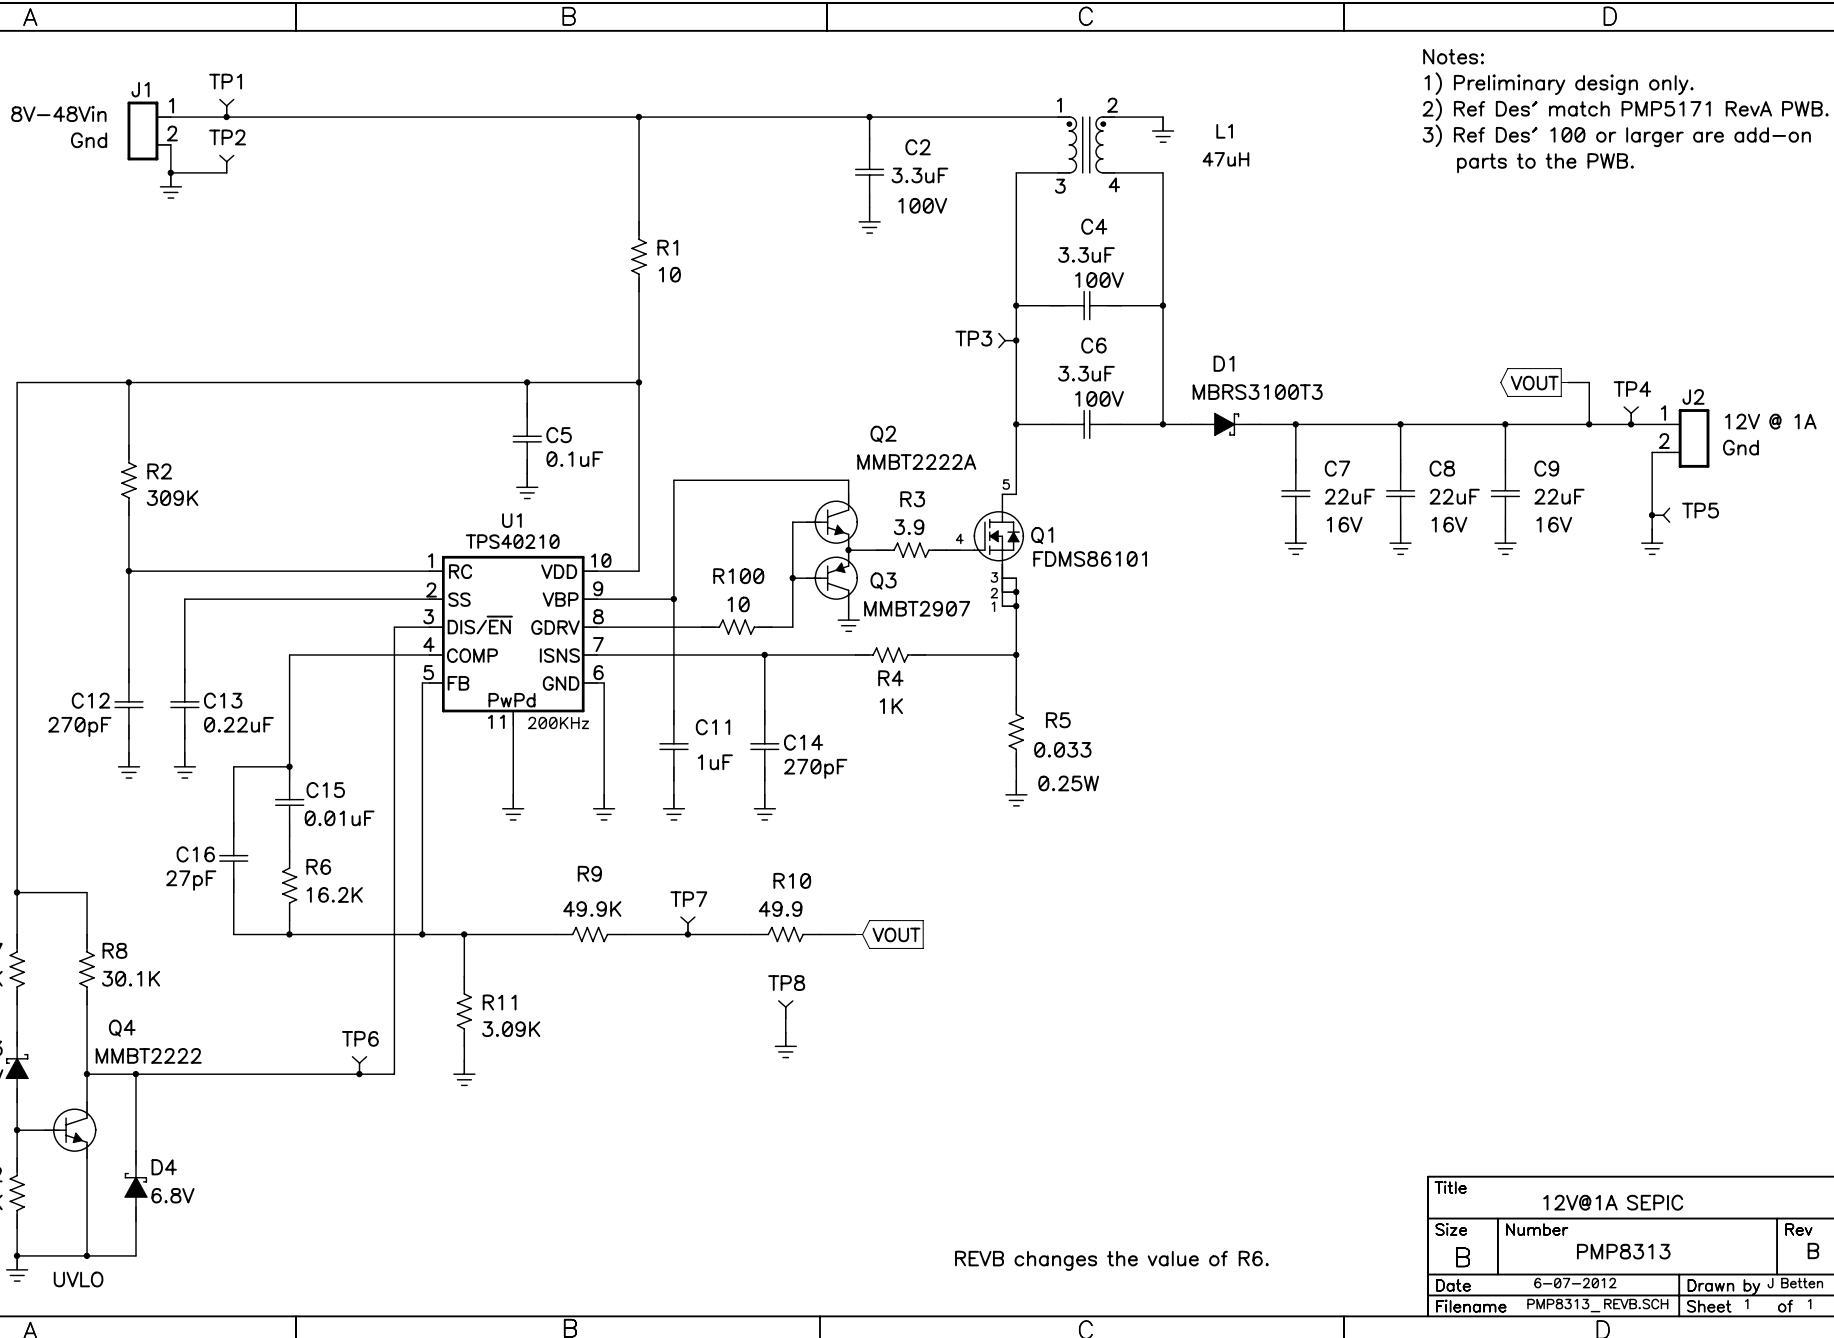 A B C D
Notes:
1) Preliminary design only.
2) Ref Des′ match PMP5171 RevA PWB.
3) Ref Des′ 100 or larger are add−on
parts to the PWB.
8V−48Vin
Gnd
J1
1
2
TP1
TP2
C2
3.3uF
100V
1 2
3 4
L1
47uH
R1
10
C4
3.3uF
100V
TP3
C6
3.3uF
100V
D1
MBRS3100T3
VOUT
TP4
J2
1
2
12V @ 1A
Gnd
TP5
C7
22uF
16V
C8
22uF
16V
C9
22uF
16V
R2
309K
C5
0.1uF
Q2
MMBT2222A
R3
3.9
5
4
3
2
1
Q1
FDMS86101
Q3
MMBT2907
R100
10
U1
TPS40210
1 RC VDD 10
2 SS VBP 9
3 DIS/EN GDRV 8
4 COMP ISNS 7
5 FB GND 6
PwPd
11 200KHz
R4
1K
R5
0.033
0.25W
C12
270pF
C13
0.22uF
C11
1uF
C14
270pF
C15
0.01uF
C16
27pF
R6
16.2K
R9
49.9K
TP7
R10
49.9
VOUT
TP8
R11
3.09K
R8
30.1K
Q4
MMBT2222
TP6
D4
6.8V
UVLO
REVB changes the value of R6.
Title
12V@1A SEPIC
Size Number Rev
B PMP8313 B
Date 6−07−2012 Drawn by J Betten
Filename PMP8313_REVB.SCH Sheet 1 of 1
A B C D